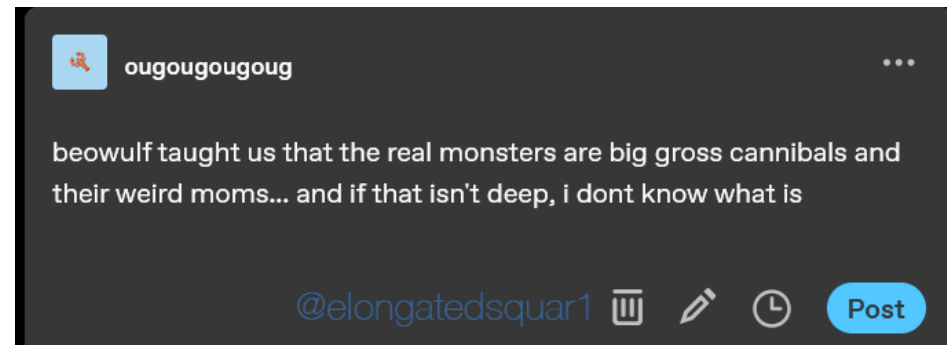 ougougougoug
beowulf taught us that the real monsters are big gross cannibals and
their weird moms... and if that isn't deep, i dont know what is
@elongatedsquar1
Post